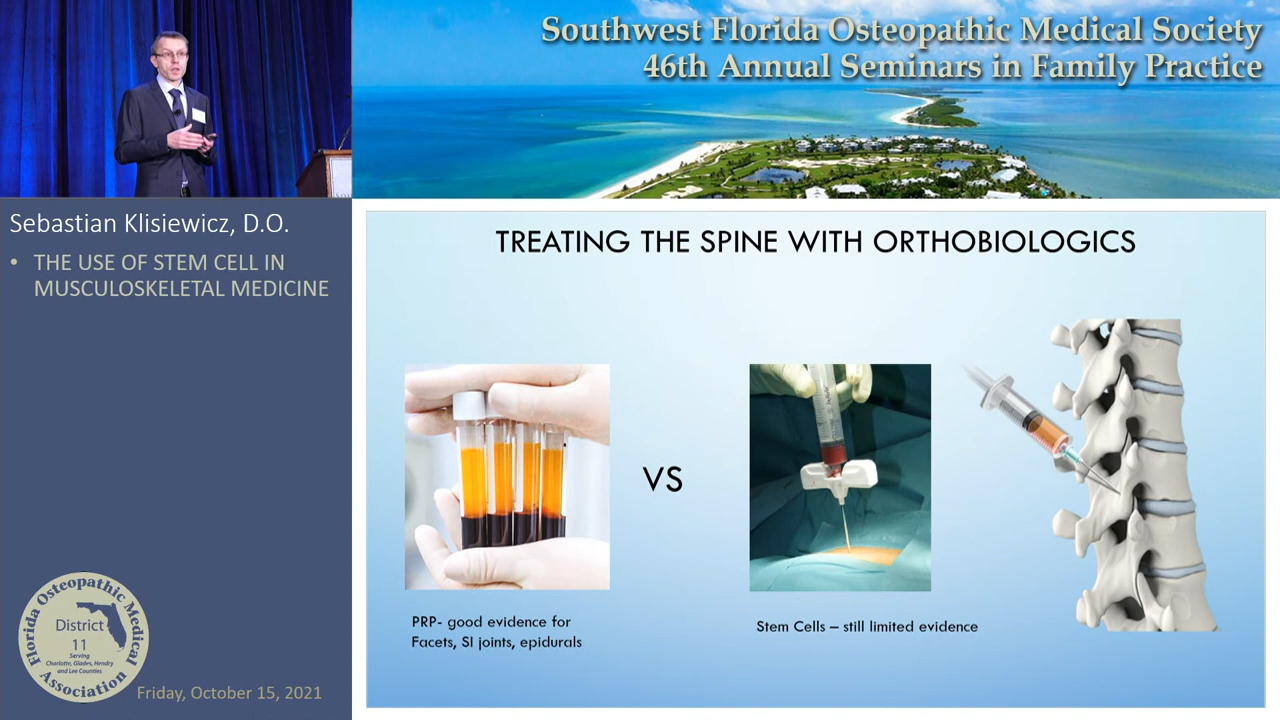 Southwest Florida Osteopathic Medical Society
46th Annual Seminars in Family Practice
Sebastian Klisiewicz, D.O.
• THE USE OF STEM CELL IN
MUSCULOSKELETAL MEDICINE
TREATING THE SPINE WITH ORTHOBIOLOGICS
VS
PRP- good evidence for
Facets, SI joints, epidurals
Stem Cells – still limited evidence
Florida Osteopathic Medical Association
District
11
Serving
Charlotte, Glades, Hendry
and Lee Counties
Friday, October 15, 2021